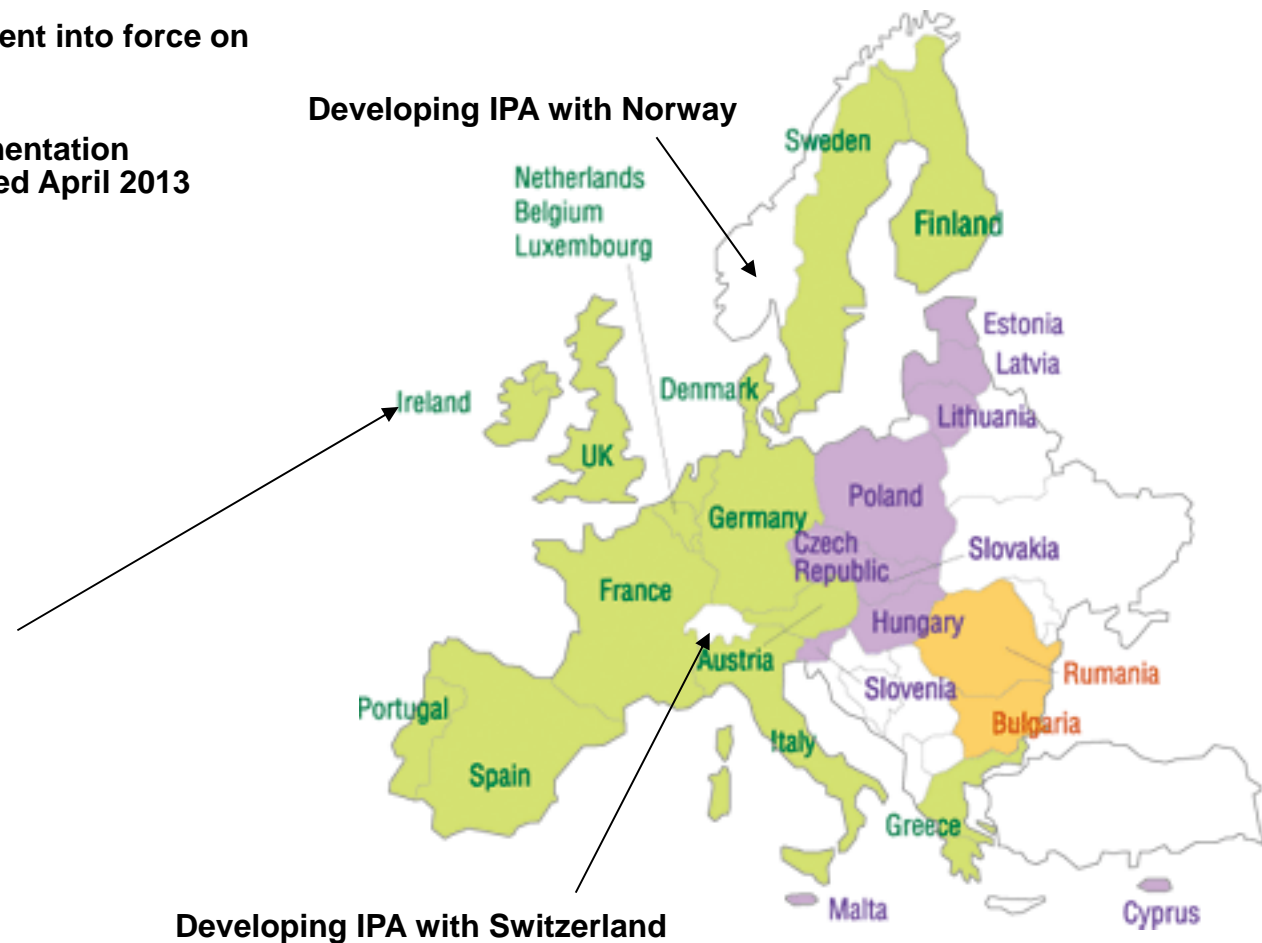 ent into force on
Developing IPA with Norway
nentation
ed April 2013
Sweden
Netherlands
Belgium
Luxembourg
Finland
Estonia
Latvia
Lithuania
Denmark
Ireland
UK
Poland
Germany
Czech
Republic
Slovakia
France
Hungary
Austria
Rumania
Slovenia
Portugal
Bulgaria
Italy
Spain
Greece
Malta
Cyprus
Developing IPA with Switzerland